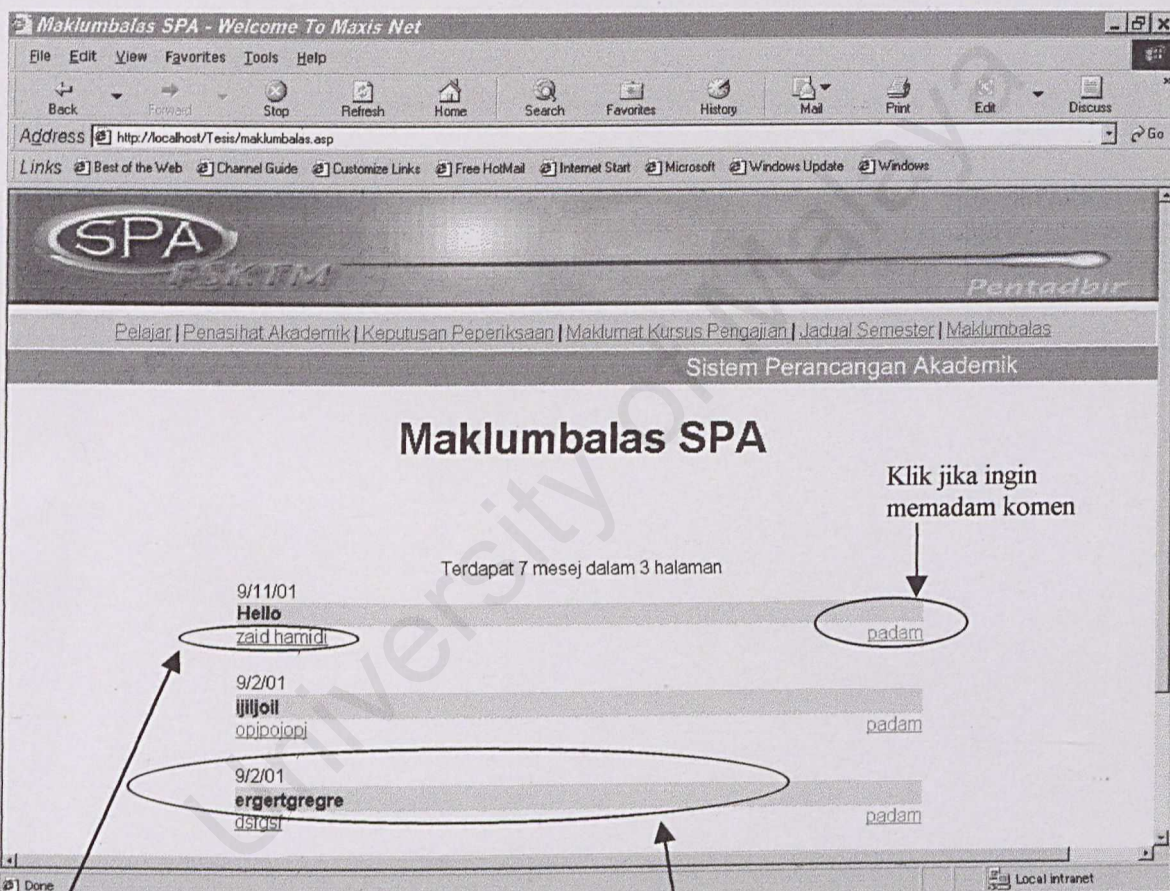 Maklumbalas SPA - Welcome To Maxis Net
File Edit View Favorites Tools Help
Back Forward Stop Refresh Home Search Favorites History Mail Print Edit Discuss
Address http://localhost/Tesis/maklumbalas.asp Go
Links Best of the Web Channel Guide Customize Links Free HotMail Internet Start Microsoft Windows Update Windows
SPA
FSKTM
Pentadbir
Pelajar | Penasihat Akademik | Keputusan Peperiksaan | Maklumat Kursus Pengajian | Jadual Semester | Maklumbalas
Sistem Perancangan Akademik
Maklumbalas SPA
Klik jika ingin
memadam komen
Terdapat 7 mesej dalam 3 halaman
9/11/01
Hello
zaid hamidi padam
9/2/01
ijiljoil
opjpojopj padam
9/2/01
ergertgregre
padam
Done Local intranet
University of Malaya